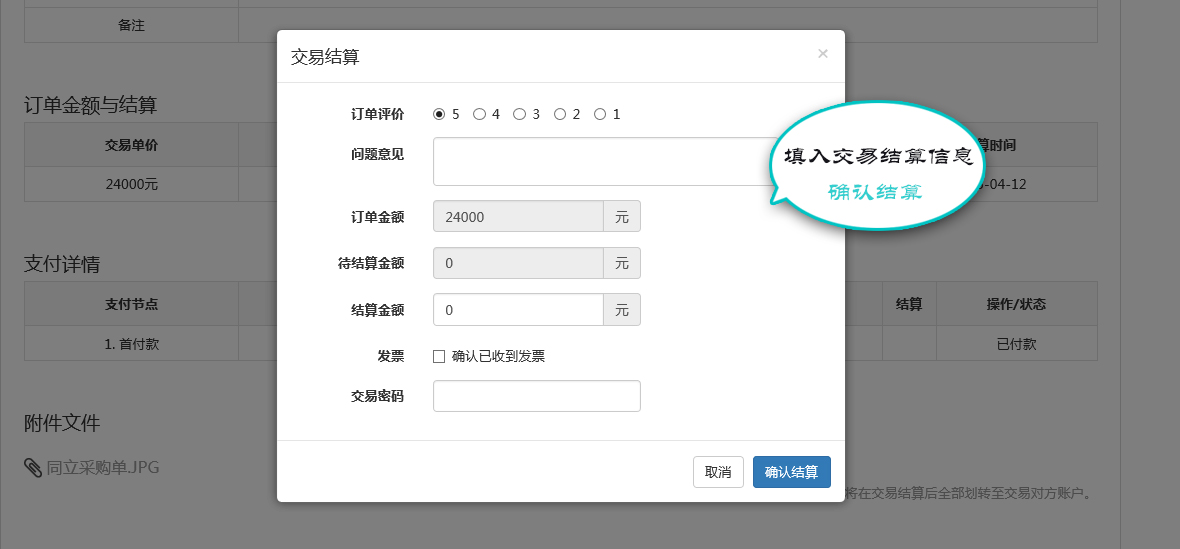 备注
交易结算 ×
订单金额与结算
订单评价 5 4 3 2 1
交易单价
算时间
问题意见
填入交易结算信息
24000元
-04-12
确认结算
订单金额 24000 元
支付详情
待结算金额 0 元
支付节点 结算 操作/状态
结算金额 0 元
1. 首付款 已付款
发票 确认已收到发票
交易密码
附件文件
同立采购单.JPG
取消 确认结算
将在交易结算后全部划转至交易对方账户。